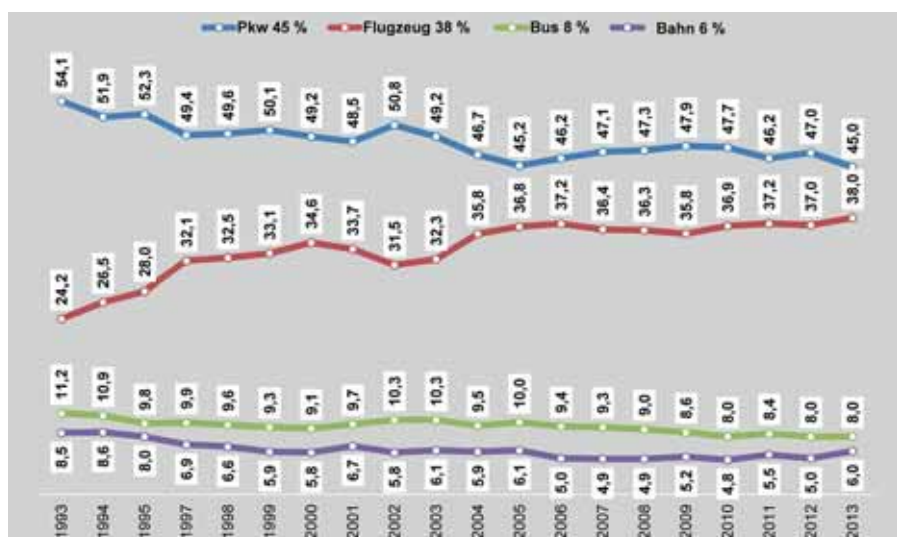 Pkw 45 % Flugzeug 38 % Bus 8 % Bahn 6 %
54,1 51,9 52,3 49,4 49,6 50,1 49,2 48,5 50,8 49,2 46,7 45,2 46,2 47,1 47,3 47,9 47,7 46,2 47,0 45,0
24,2 26,5 28,0 32,1 32,5 33,1 34,6 33,7 31,5 32,3 35,8 36,8 37,2 36,4 36,3 35,8 36,9 37,2 37,0 38,0
11,2 10,9 9,8 9,9 9,6 9,3 9,1 9,7 10,3 10,3 9,5 10,0 9,4 9,3 9,0 8,6 8,0 8,4 8,0 8,0
8,5 8,6 8,0 6,9 6,6 5,9 5,8 6,7 5,8 6,1 5,9 6,1 5,0 4,9 4,9 5,2 4,8 5,5 5,0 6,0
1993 1994 1995 1997 1998 1999 2000 2001 2002 2003 2004 2005 2006 2007 2008 2009 2010 2011 2012 2013